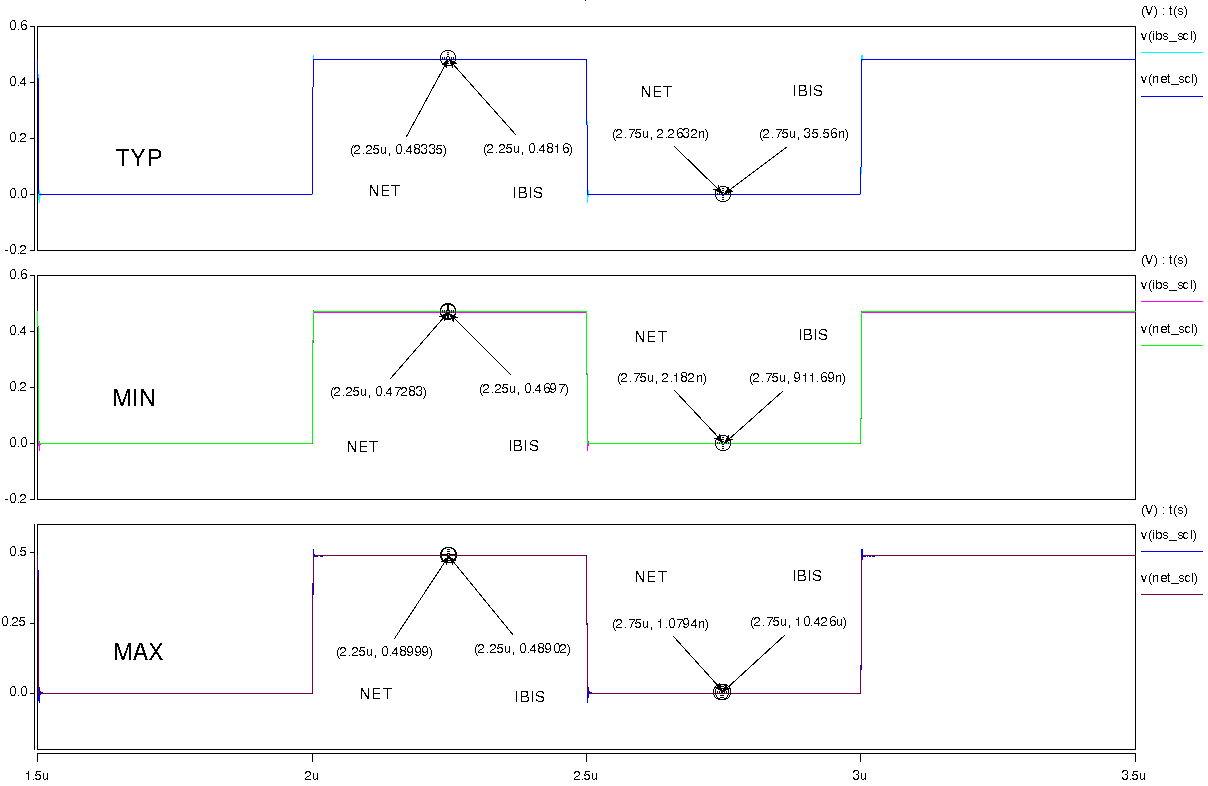 (V) : t(s)
0.6
v(ibs_scl)
v(net_scl)
0.4
NET IBIS
0.2
(2.75u, 2.2632n) (2.75u, 35.56n)
TYP (2.25u, 0.48335) (2.25u, 0.4816)
0.0
NET IBIS
-0.2
(V) : t(s)
0.6
v(ibs_scl)
0.4
v(net_scl)
NET IBIS
0.2
(2.75u, 2.182n) (2.75u, 911.69n)
MIN (2.25u, 0.47283) (2.25u, 0.4697)
0.0
NET IBIS
-0.2
(V) : t(s)
v(ibs_scl)
0.5
v(net_scl)
NET IBIS
0.25
(2.75u, 1.0794n) (2.75u, 10.426u)
MAX (2.25u, 0.48999) (2.25u, 0.48902)
0.0
NET IBIS
1.5u 2u 2.5u 3u 3.5u